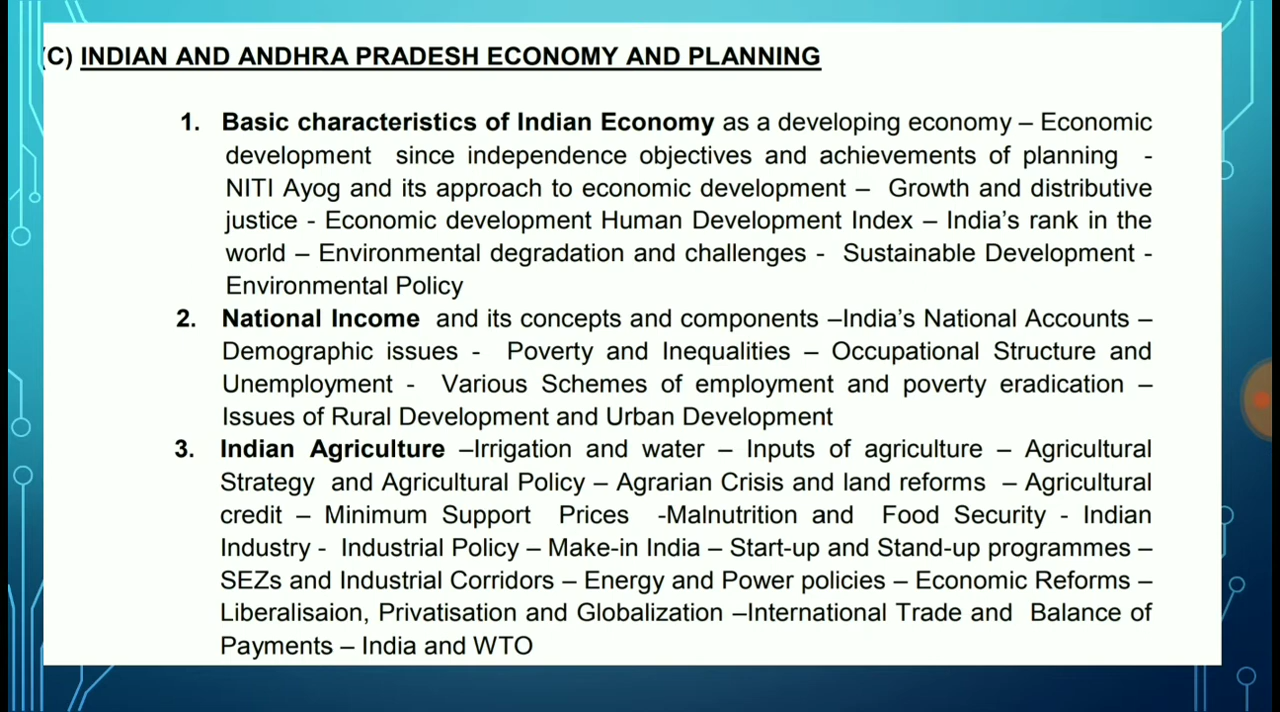 (C) INDIAN AND ANDHRA PRADESH ECONOMY AND PLANNING
1. Basic characteristics of Indian Economy as a developing economy – Economic
development since independence objectives and achievements of planning -
NITI Ayog and its approach to economic development – Growth and distributive
justice - Economic development Human Development Index – India's rank in the
world – Environmental degradation and challenges - Sustainable Development -
Environmental Policy
2. National Income and its concepts and components –India's National Accounts –
Demographic issues - Poverty and Inequalities – Occupational Structure and
Unemployment - Various Schemes of employment and poverty eradication –
Issues of Rural Development and Urban Development
3. Indian Agriculture –Irrigation and water – Inputs of agriculture – Agricultural
Strategy and Agricultural Policy – Agrarian Crisis and land reforms – Agricultural
credit – Minimum Support Prices -Malnutrition and Food Security - Indian
Industry - Industrial Policy – Make-in India – Start-up and Stand-up programmes –
SEZs and Industrial Corridors – Energy and Power policies – Economic Reforms –
Liberalisaion, Privatisation and Globalization –International Trade and Balance of
Payments – India and WTO